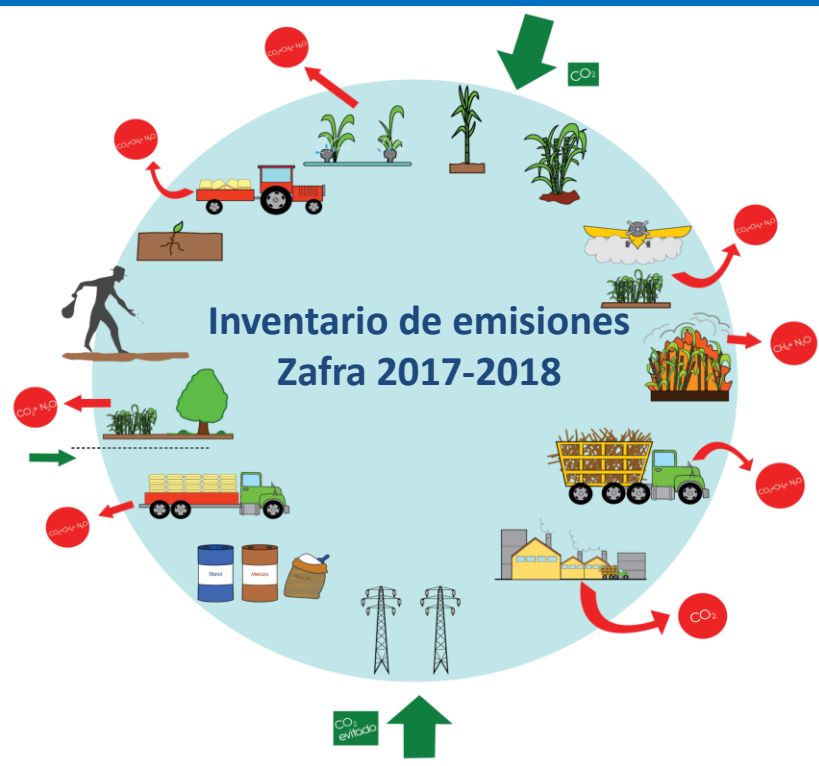 CO₂+CH₄+ N₂O
CO₂
CO₂+CH₄+ N₂O
CO₂+CH₄+ N₂O
Inventario de emisiones
Zafra 2017-2018
CH₄+ N₂O
CO₂+ N₂O
CO₂+CH₄+ N₂O
CO₂+CH₄+ N₂O
Etanol
Melaza
AZÚCAR
CO₂
CO₂
evitado